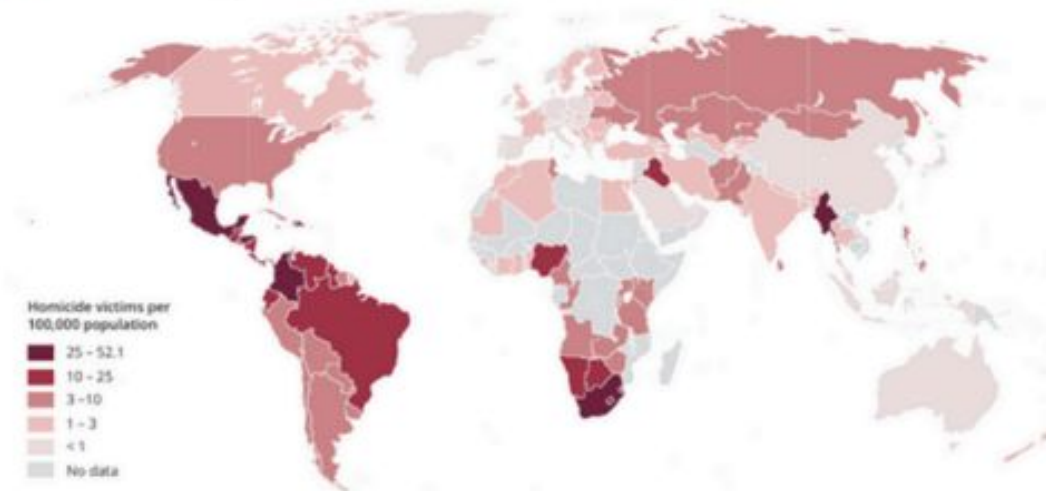 Homicide victims per
100,000 population
25 – 52.1
10 – 25
3 –10
1 – 3
< 1
No data